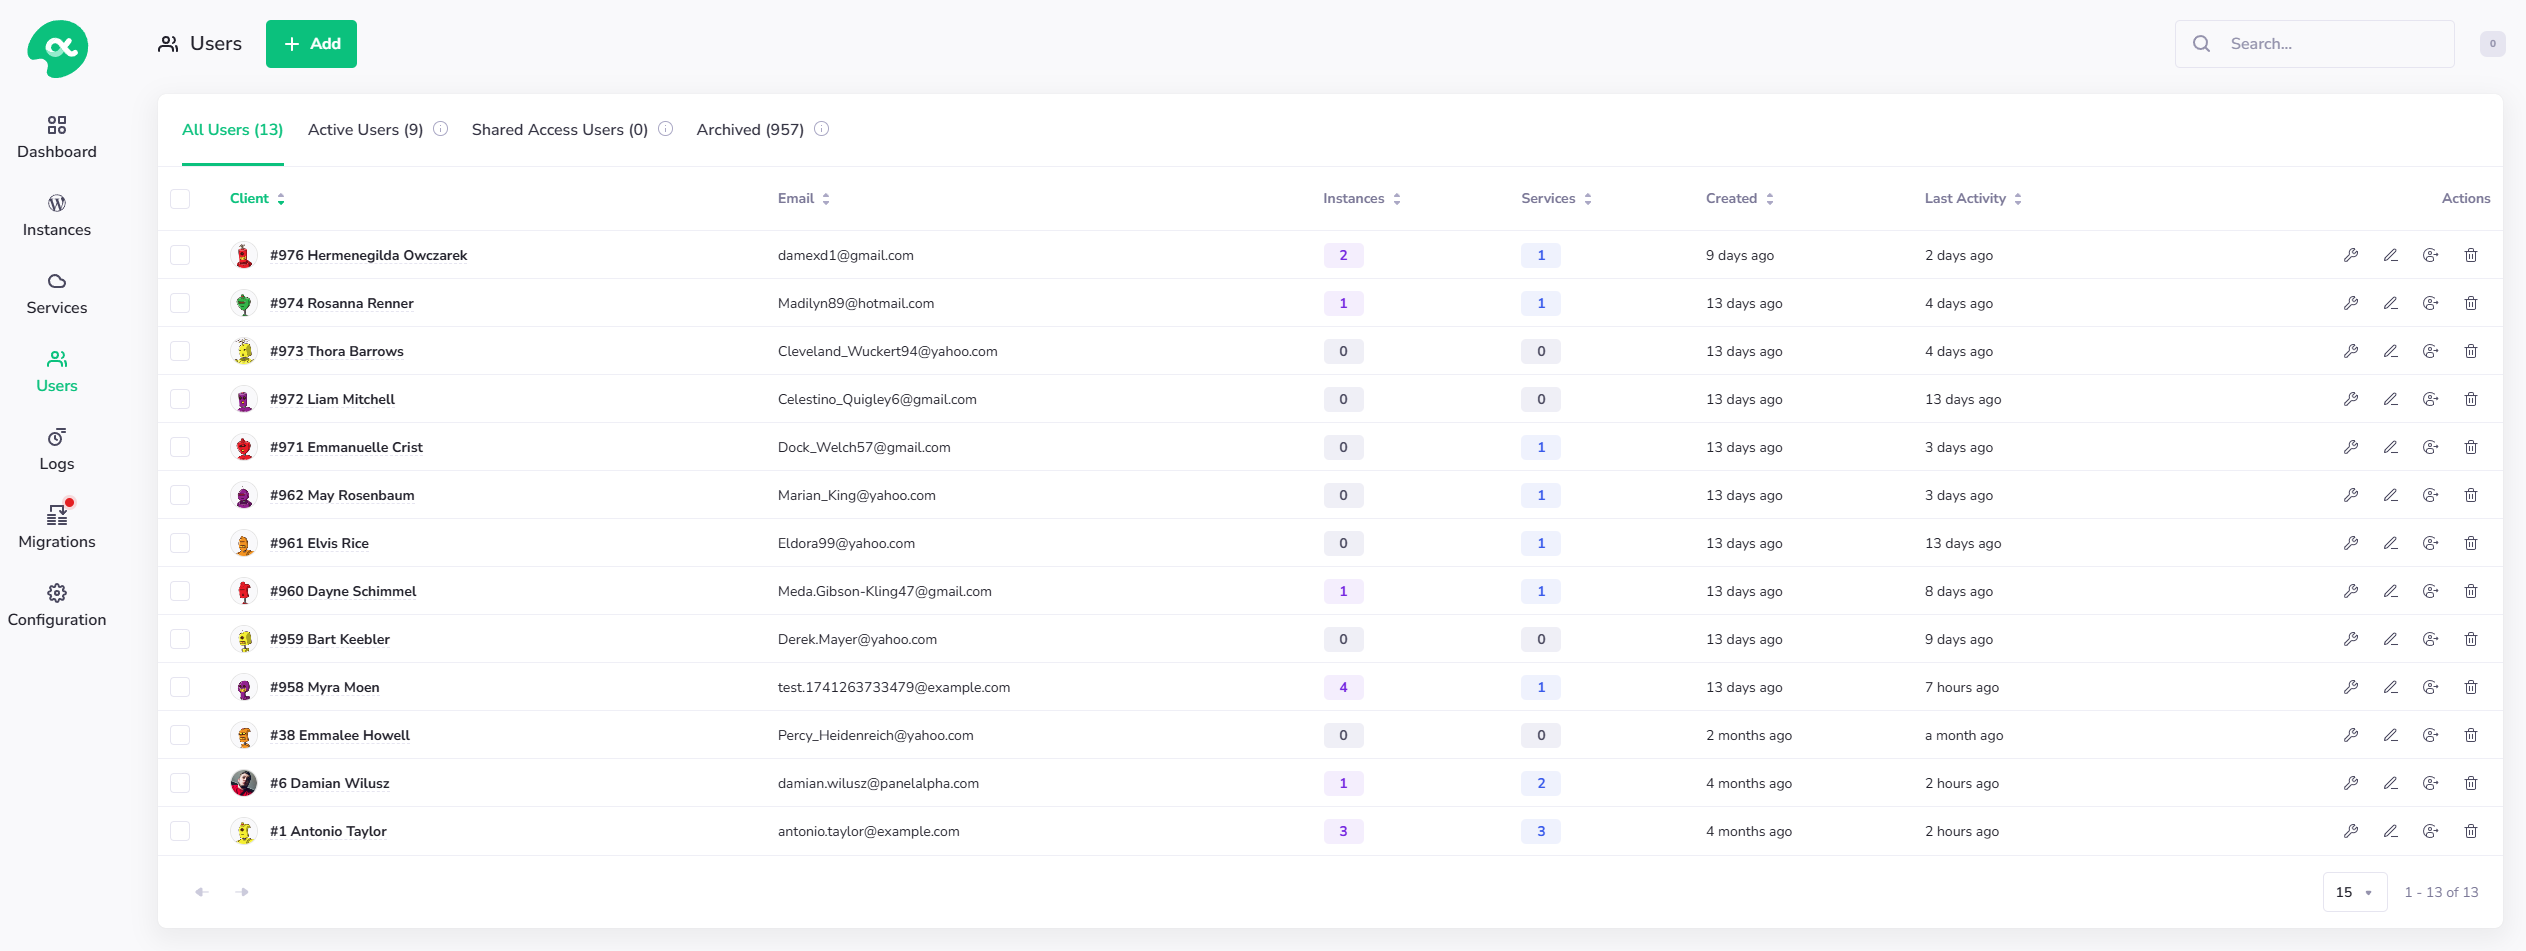 Users
+ Add
Search...
0
Dashboard
Instances
Services
Users
Logs
Migrations
Configuration
All Users (13) Active Users (9) Shared Access Users (0) Archived (957)
Client Email Instances Services Created Last Activity Actions
#976 Hermenegilda Owczarek damexd1@gmail.com 2 1 9 days ago 2 days ago
#974 Rosanna Renner Madilyn89@hotmail.com 1 1 13 days ago 4 days ago
#973 Thora Barrows Cleveland_Wuckert94@yahoo.com 0 0 13 days ago 4 days ago
#972 Liam Mitchell Celestino_Quigley6@gmail.com 0 0 13 days ago 13 days ago
#971 Emmanuelle Crist Dock_Welch57@gmail.com 0 1 13 days ago 3 days ago
#962 May Rosenbaum Marian_King@yahoo.com 0 1 13 days ago 3 days ago
#961 Elvis Rice Eldora99@yahoo.com 0 1 13 days ago 13 days ago
#960 Dayne Schimmel Meda.Gibson-Kling47@gmail.com 1 1 13 days ago 8 days ago
#959 Bart Keebler Derek.Mayer@yahoo.com 0 0 13 days ago 9 days ago
#958 Myra Moen test.1741263733479@example.com 4 1 13 days ago 7 hours ago
#38 Emmalee Howell Percy_Heidenreich@yahoo.com 0 0 2 months ago a month ago
#6 Damian Wilusz damian.wilusz@panelalpha.com 1 2 4 months ago 2 hours ago
#1 Antonio Taylor antonio.taylor@example.com 3 3 4 months ago 2 hours ago
15 1 - 13 of 13